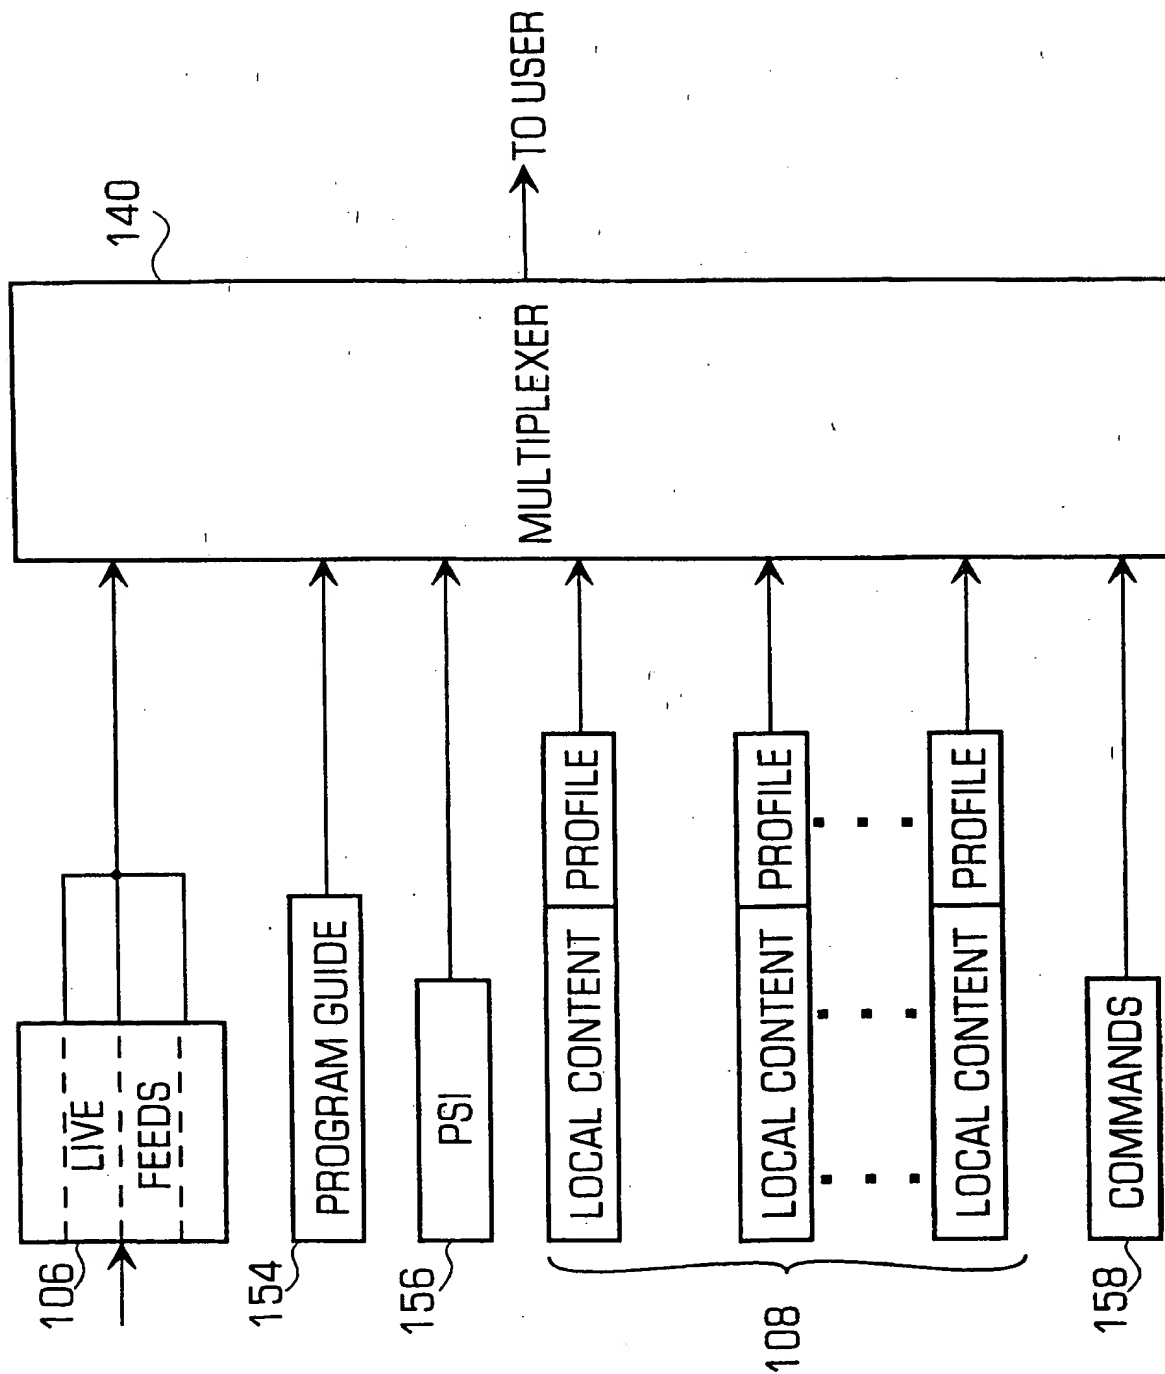 106
LIVE
FEEDS
154
PROGRAM GUIDE
156
PSI
108
LOCAL CONTENT PROFILE
LOCAL CONTENT PROFILE
LOCAL CONTENT PROFILE
158
COMMANDS
140
MULTIPLEXER
TO USER